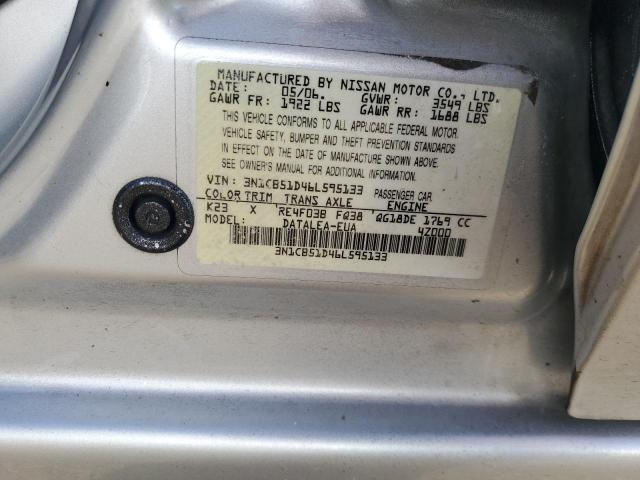 MANUFACTURED BY NISSAN MOTOR CO., LTD.
DATE: 05/06. GVWR: 3549 LBS
GAWR FR: 1922 LBS GAWR RR: 1688 LBS
THIS VEHICLE CONFORMS TO ALL APPLICABLE FEDERAL MOTOR
VEHICLE SAFETY, BUMPER AND THEFT PREVENTION STANDARDS
IN EFFECT ON THE DATE OF MANUFACTURE SHOWN ABOVE.
SEE OWNER'S MANUAL FOR ADDITIONAL INFORMATION.
VIN: 3N1CB51D46L595133 PASSENGER CAR
COLOR TRIM TRANS AXLE ENGINE
K23 X RE4F03B FQ38 QG18DE 1769 CC
MODEL: DATALEA-EUA 4Z000
3N1CB51D46L595133